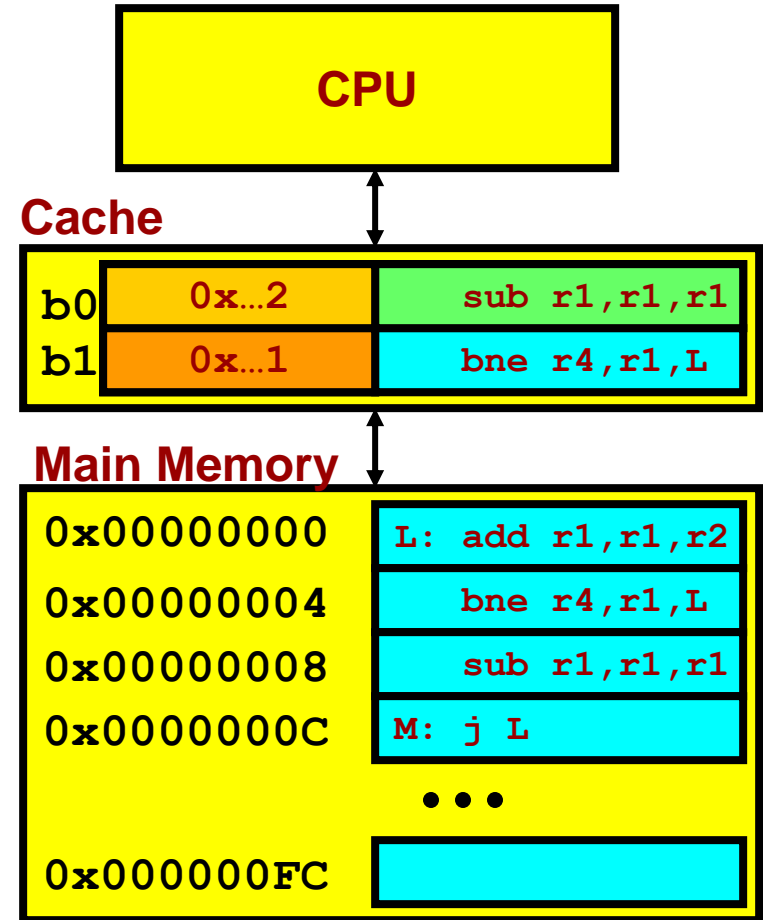 CPU
Cache
b0 0x…2 sub r1,r1,r1
b1 0x…1 bne r4,r1,L
Main Memory
0x00000000 L: add r1,r1,r2
0x00000004 bne r4,r1,L
0x00000008 sub r1,r1,r1
0x0000000C M: j L
•••
0x000000FC